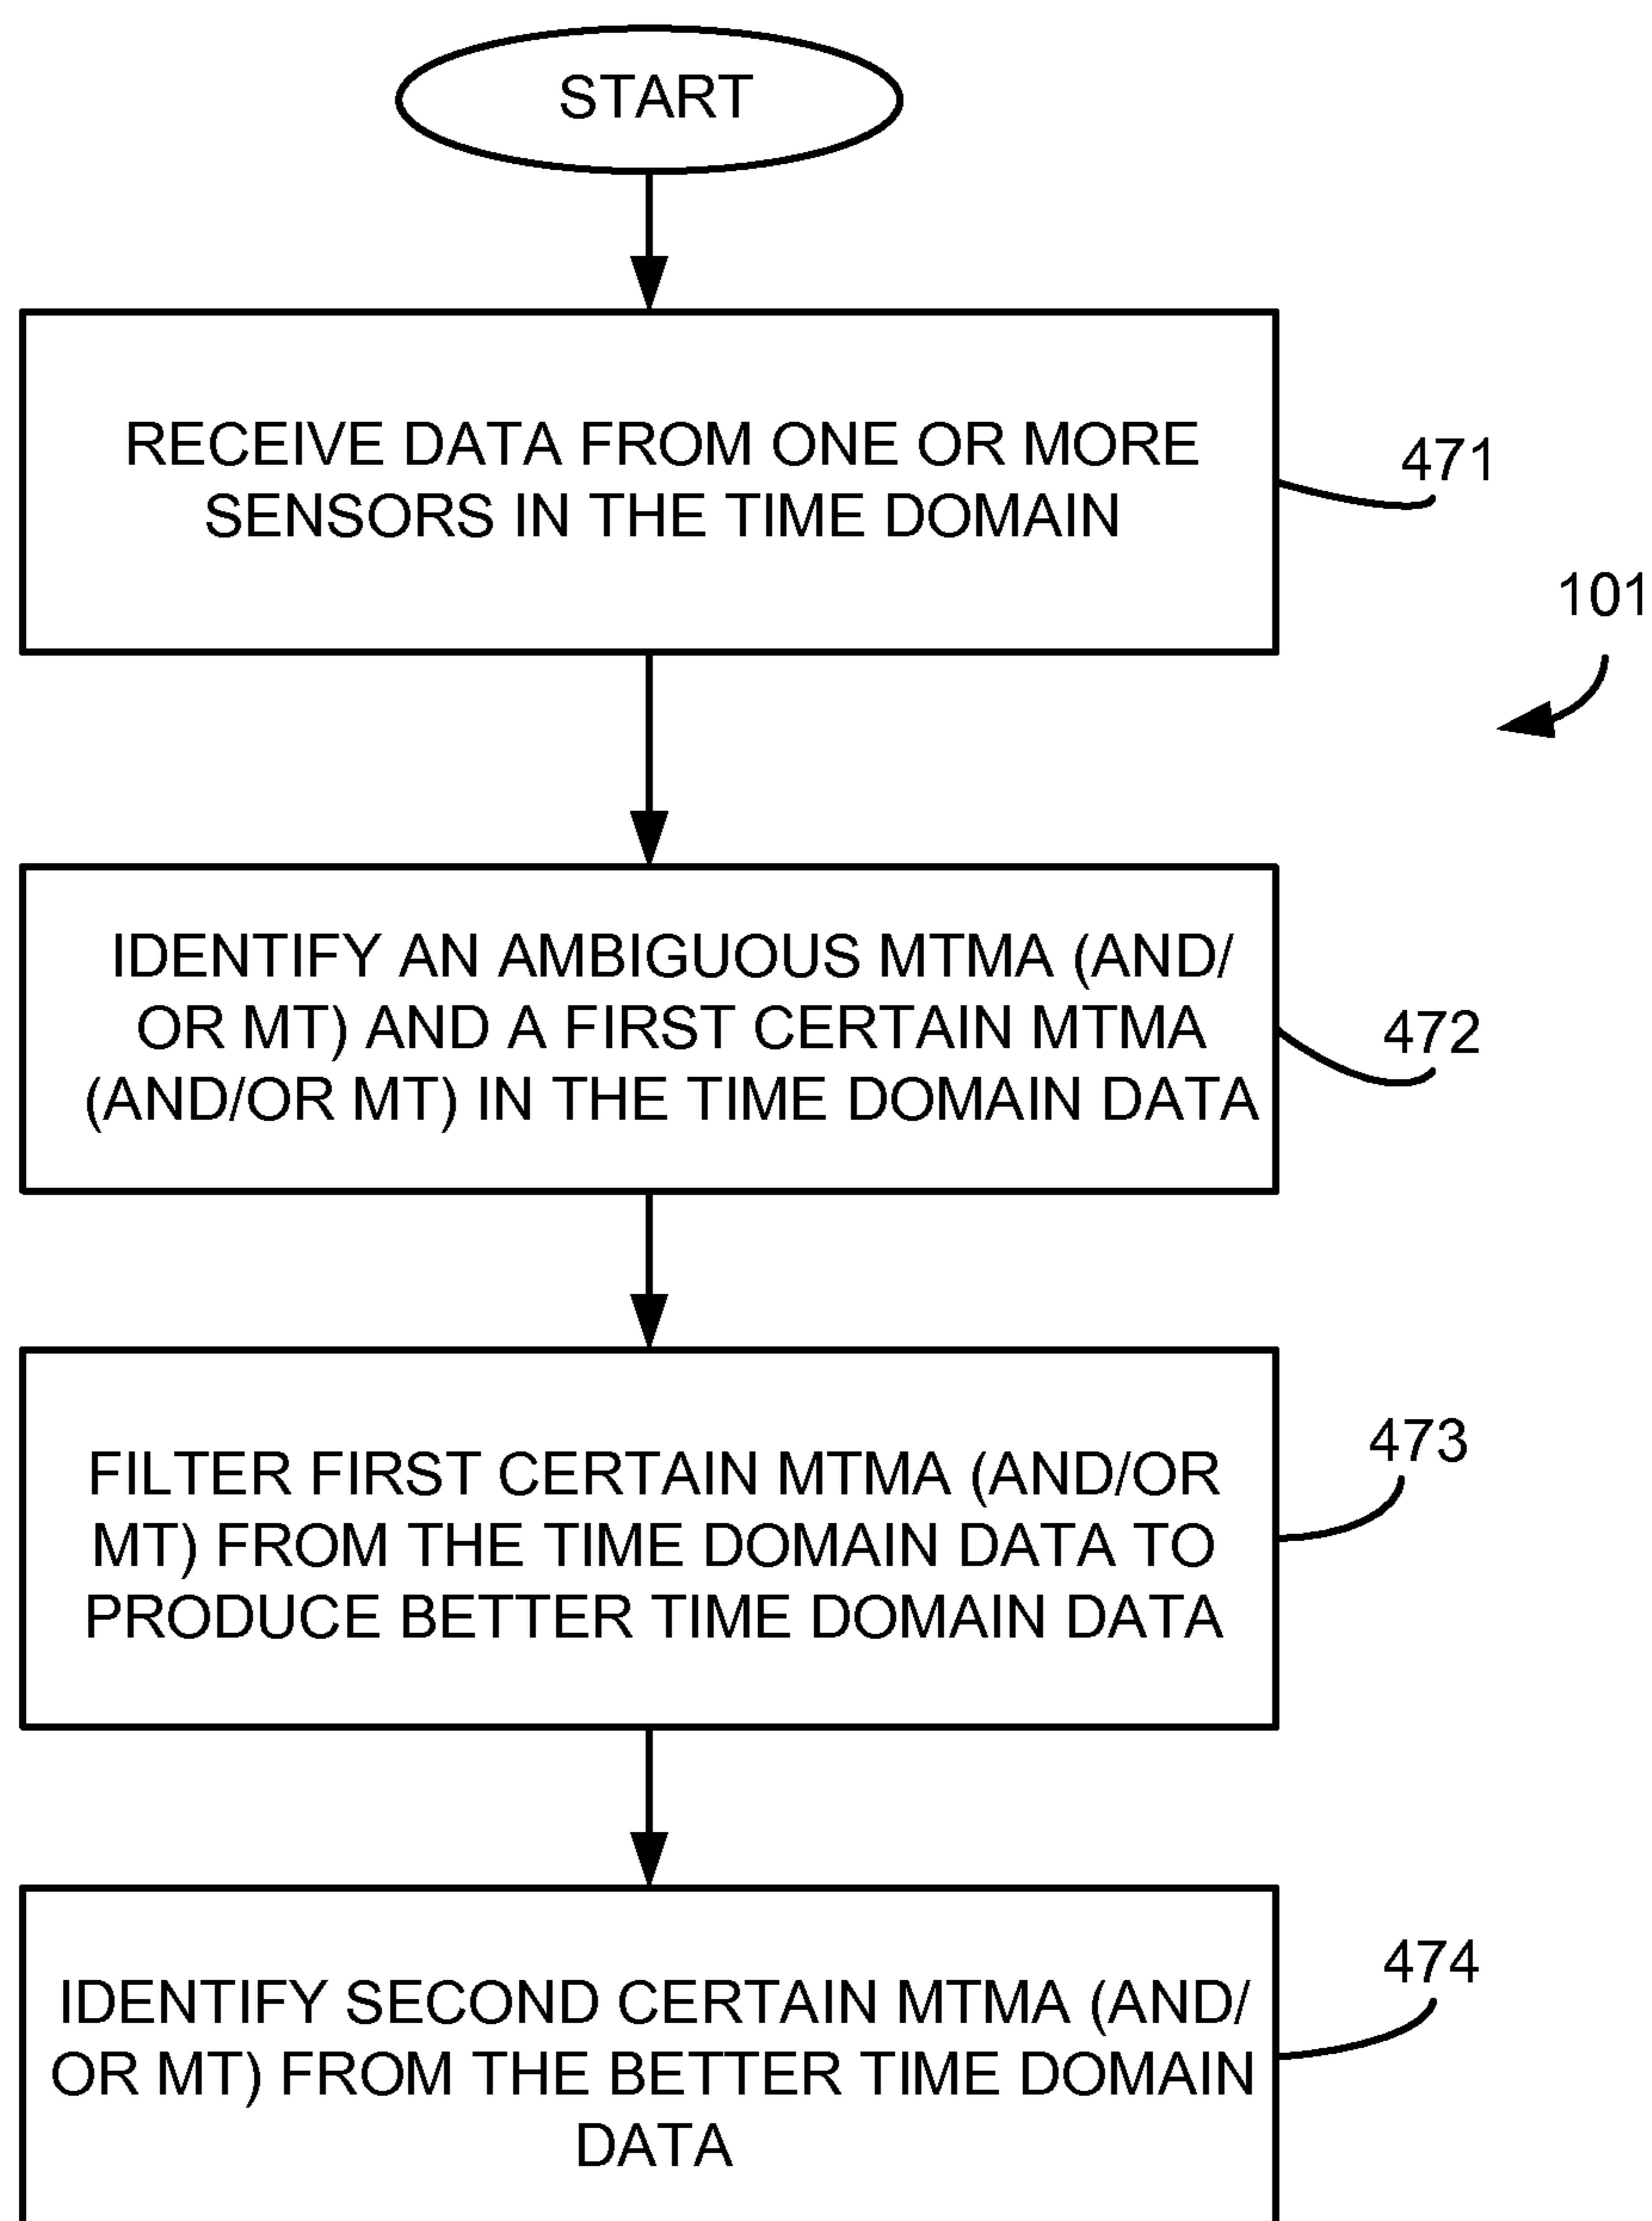 START
RECEIVE DATA FROM ONE OR MORE
SENSORS IN THE TIME DOMAIN
471
101
IDENTIFY AN AMBIGUOUS MTMA (AND/
OR MT) AND A FIRST CERTAIN MTMA
(AND/OR MT) IN THE TIME DOMAIN DATA
472
FILTER FIRST CERTAIN MTMA (AND/OR
MT) FROM THE TIME DOMAIN DATA TO
PRODUCE BETTER TIME DOMAIN DATA
473
IDENTIFY SECOND CERTAIN MTMA (AND/
OR MT) FROM THE BETTER TIME DOMAIN
DATA
474